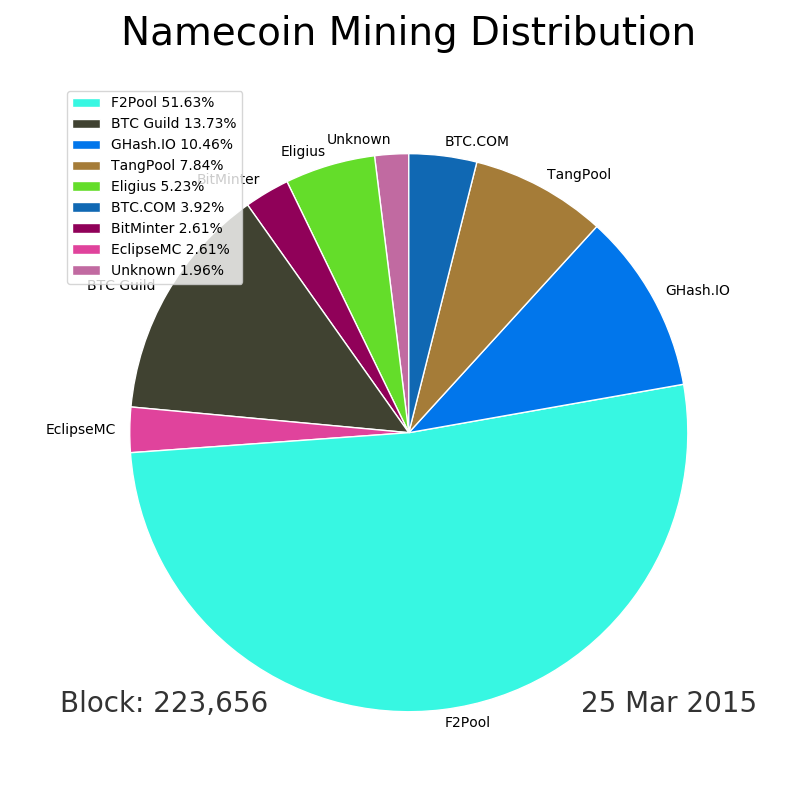 Namecoin Mining Distribution
F2Pool 51.63%
BTC Guild 13.73%
GHash.IO 10.46%
TangPool 7.84%
Eligius 5.23%
BTC.COM 3.92%
BitMinter 2.61%
EclipseMC 2.61%
Unknown 1.96%
Unknown
BTC.COM
Eligius
TangPool
BitMinter
BTC Guild
GHash.IO
EclipseMC
F2Pool
Block: 223,656
25 Mar 2015